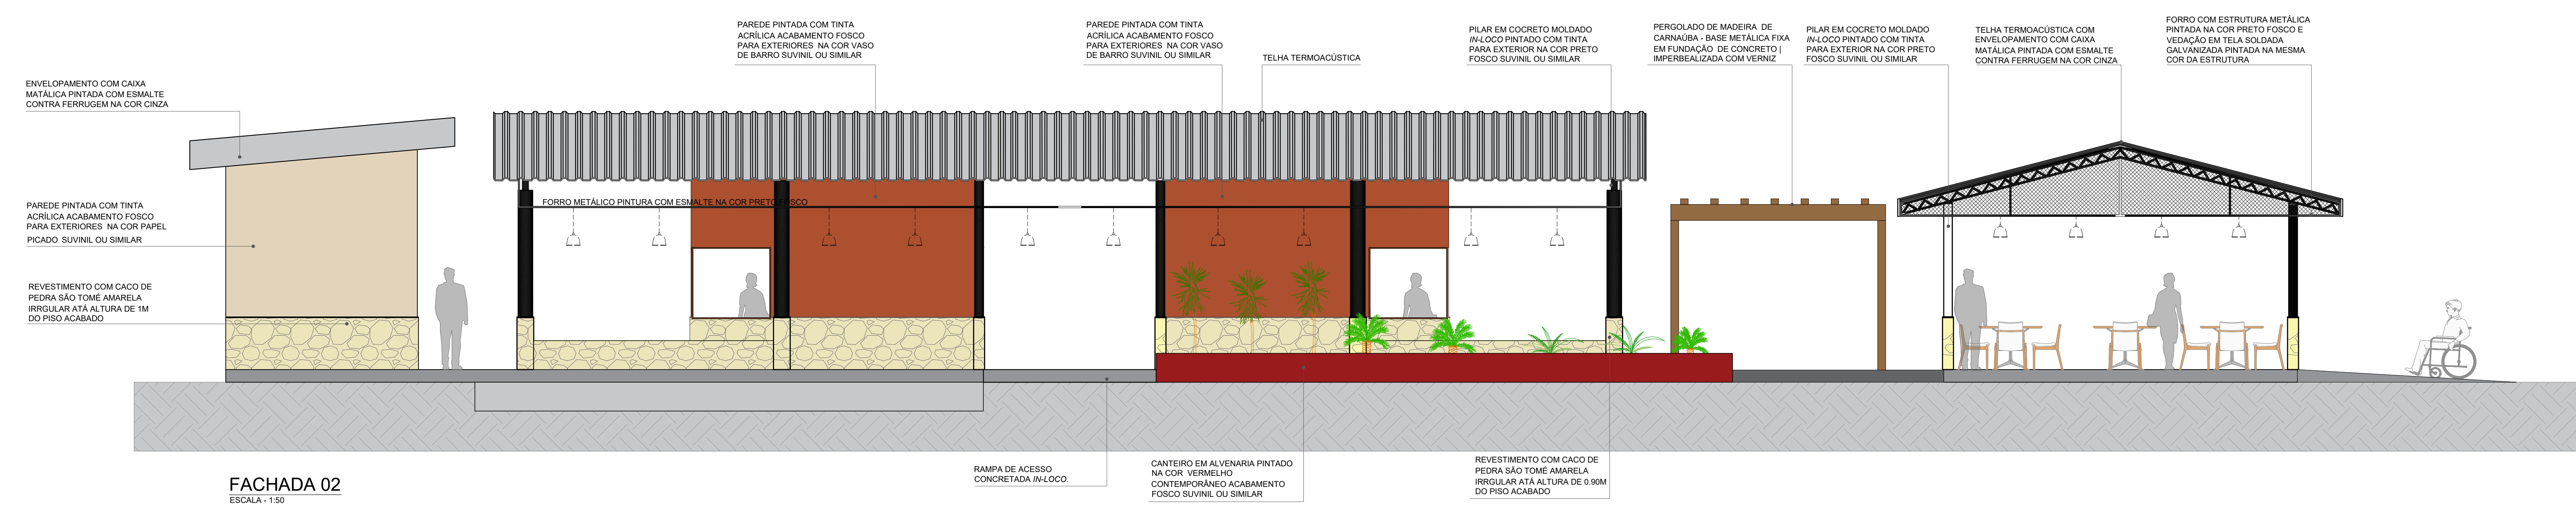 PAREDE PINTADA COM TINTA
ACRÍLICA ACABAMENTO FOSCO
PARA EXTERIORES NA COR VASO
DE BARRO SUVINIL OU SIMILAR
PAREDE PINTADA COM TINTA
ACRÍLICA ACABAMENTO FOSCO
PARA EXTERIORES NA COR VASO
DE BARRO SUVINIL OU SIMILAR
TELHA TERMOACÚSTICA
PILAR EM COCRETO MOLDADO
IN-LOCO PINTADO COM TINTA
PARA EXTERIOR NA COR PRETO
FOSCO SUVINIL OU SIMILAR
PERGOLADO DE MADEIRA DE
CARNAÚBA - BASE METÁLICA FIXA
EM FUNDAÇÃO DE CONCRETO |
IMPERBEALIZADA COM VERNIZ
PILAR EM COCRETO MOLDADO
IN-LOCO PINTADO COM TINTA
PARA EXTERIOR NA COR PRETO
FOSCO SUVINIL OU SIMILAR
TELHA TERMOACÚSTICA COM
ENVELOPAMENTO COM CAIXA
MATÁLICA PINTADA COM ESMALTE
CONTRA FERRUGEM NA COR CINZA
FORRO COM ESTRUTURA METÁLICA
PINTADA NA COR PRETO FOSCO E
VEDAÇÃO EM TELA SOLDADA
GALVANIZADA PINTADA NA MESMA
COR DA ESTRUTURA
ENVELOPAMENTO COM CAIXA
MATÁLICA PINTADA COM ESMALTE
CONTRA FERRUGEM NA COR CINZA
PAREDE PINTADA COM TINTA
ACRÍLICA ACABAMENTO FOSCO
PARA EXTERIORES NA COR PAPEL
PICADO SUVINIL OU SIMILAR
FORRO METÁLICO PINTURA COM ESMALTE NA COR PRETO FOSCO
REVESTIMENTO COM CACO DE
PEDRA SÃO TOMÉ AMARELA
IRRGULAR ATÁ ALTURA DE 1M
DO PISO ACABADO
RAMPA DE ACESSO
CONCRETADA IN-LOCO.
CANTEIRO EM ALVENARIA PINTADO
NA COR VERMELHO
CONTEMPORÂNEO ACABAMENTO
FOSCO SUVINIL OU SIMILAR
REVESTIMENTO COM CACO DE
PEDRA SÃO TOMÉ AMARELA
IRRGULAR ATÁ ALTURA DE 0.90M
DO PISO ACABADO
FACHADA 02
ESCALA - 1:50